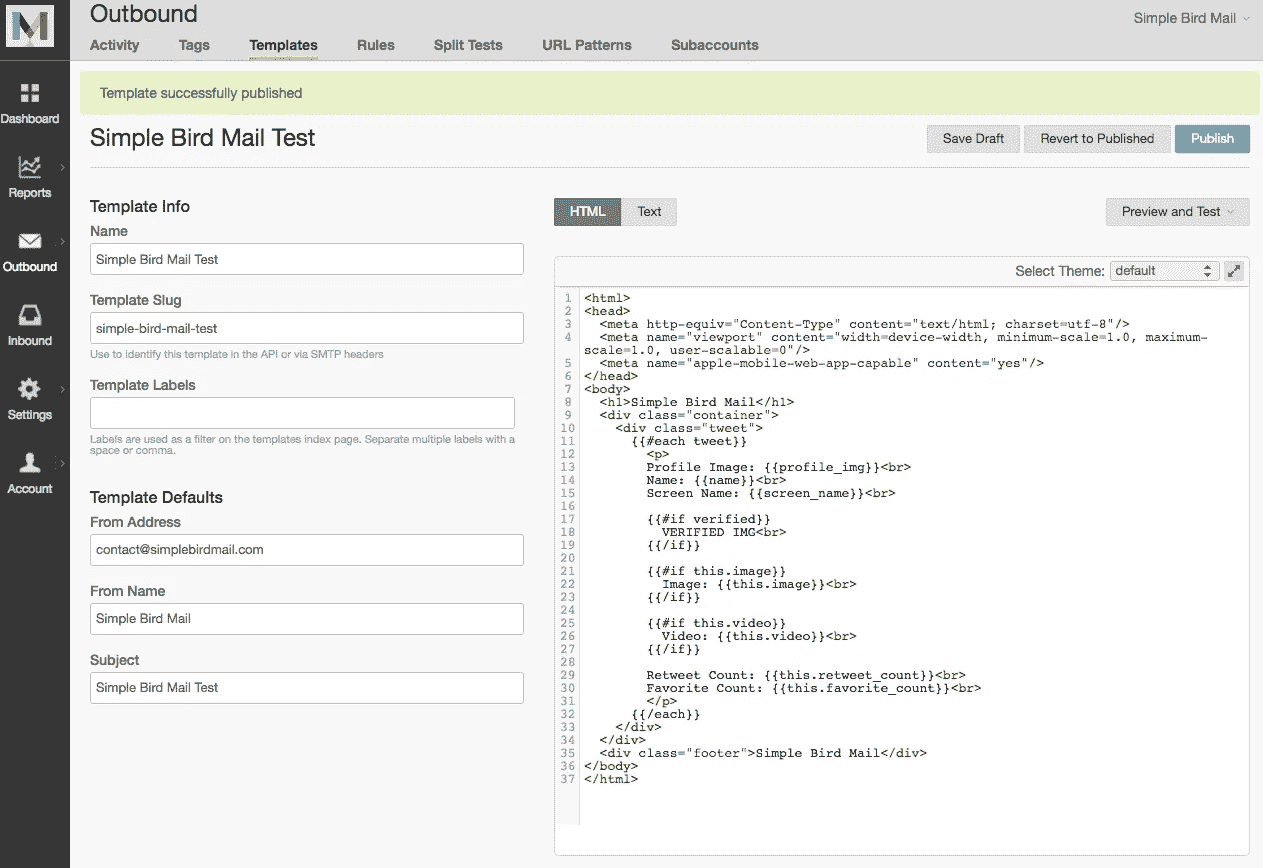 M
Outbound
Simple Bird Mail
Activity Tags Templates Rules Split Tests URL Patterns Subaccounts
Template successfully published
Dashboard
Reports
Outbound
Inbound
Settings
Account
Simple Bird Mail Test
Save Draft Revert to Published Publish
Template Info
Name
Simple Bird Mail Test
Template Slug
simple-bird-mail-test
Use to identify this template in the API or via SMTP headers
Template Labels
Labels are used as a filter on the templates index page. Separate multiple labels with a
space or comma.
Template Defaults
From Address
contact@simplebirdmail.com
From Name
Simple Bird Mail
Subject
Simple Bird Mail Test
HTML Text Preview and Test
Select Theme: default
1 <html>
2 <head>
3   <meta http-equiv="Content-Type" content="text/html; charset=utf-8"/>
4   <meta name="viewport" content="width=device-width, minimum-scale=1.0, maximum-
scale=1.0, user-scalable=0"/>
5   <meta name="apple-mobile-web-app-capable" content="yes"/>
6 </head>
7 <body>
8   <h1>Simple Bird Mail</h1>
9   <div class="container">
10     <div class="tweet">
11       {{#each tweet}}
12         <p>
13         Profile Image: {{profile_img}}<br>
14         Name: {{name}}<br>
15         Screen Name: {{screen_name}}<br>
16
17         {{#if verified}}
18           VERIFIED IMG<br>
19         {{/if}}
20
21         {{#if this.image}}
22           Image: {{this.image}}<br>
23         {{/if}}
24
25         {{#if this.video}}
26           Video: {{this.video}}<br>
27         {{/if}}
28
29         Retweet Count: {{this.retweet_count}}<br>
30         Favorite Count: {{this.favorite_count}}<br>
31         </p>
32       {{/each}}
33     </div>
34   </div>
35   <div class="footer">Simple Bird Mail</div>
36 </body>
37 </html>